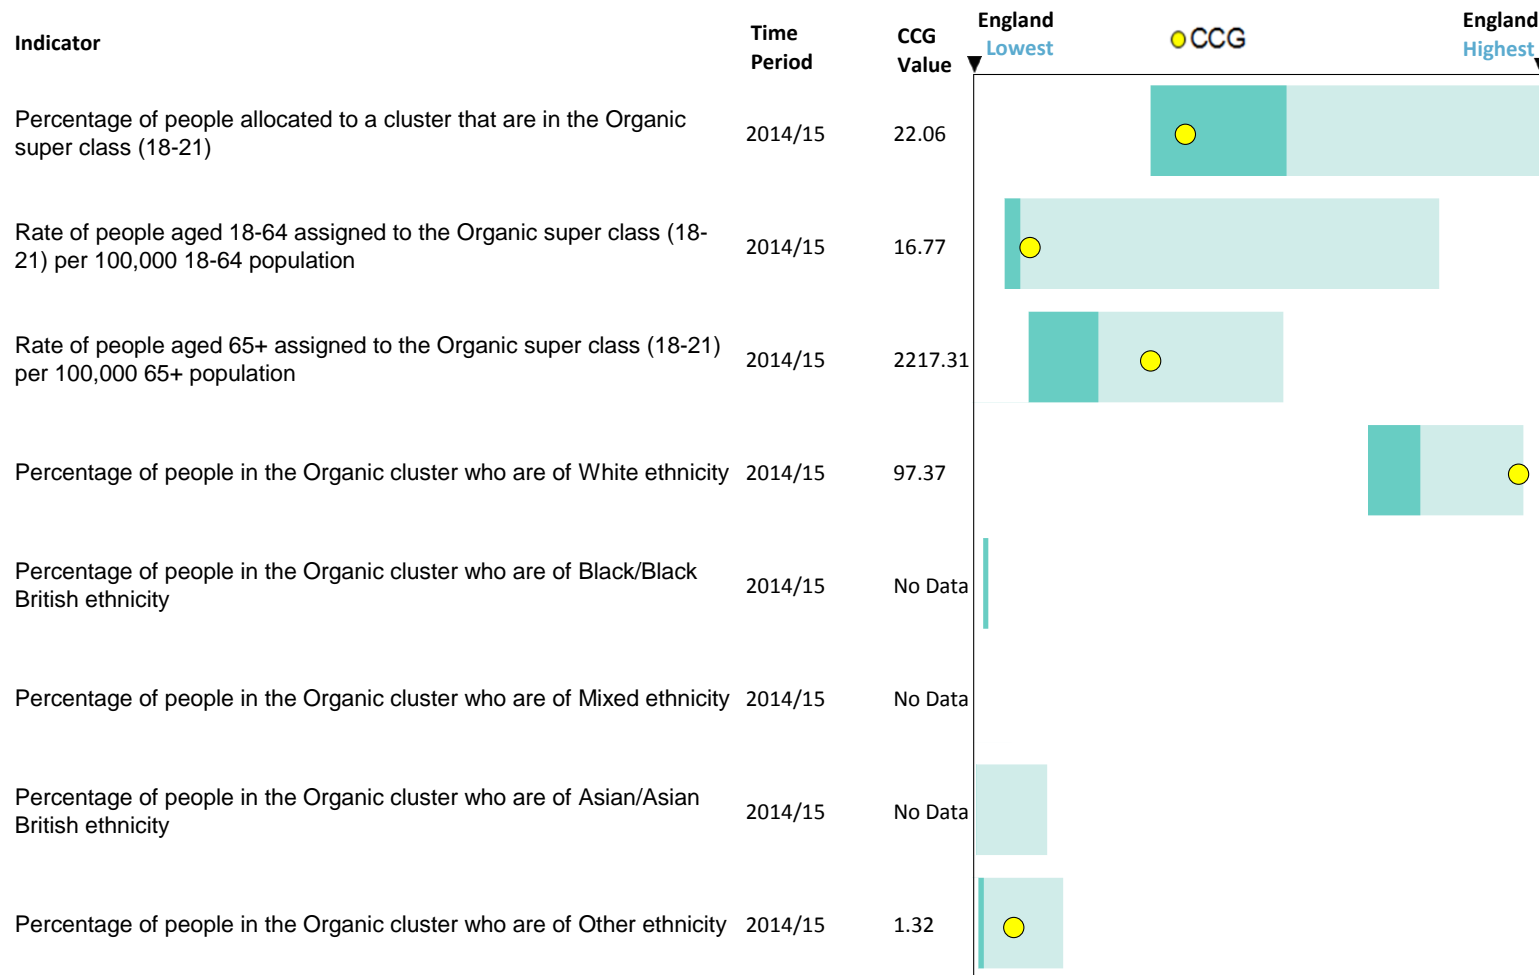 Indicator
Time
Period
CCG
Value
England
Lowest
CCG
England
Highest
Percentage of people allocated to a cluster that are in the Organic
super class (18-21)
2014/15
22.06
Rate of people aged 18-64 assigned to the Organic super class (18-
21) per 100,000 18-64 population
2014/15
16.77
Rate of people aged 65+ assigned to the Organic super class (18-21)
per 100,000 65+ population
2014/15
2217.31
Percentage of people in the Organic cluster who are of White ethnicity
2014/15
97.37
Percentage of people in the Organic cluster who are of Black/Black
British ethnicity
2014/15
No Data
Percentage of people in the Organic cluster who are of Mixed ethnicity
2014/15
No Data
Percentage of people in the Organic cluster who are of Asian/Asian
British ethnicity
2014/15
No Data
Percentage of people in the Organic cluster who are of Other ethnicity
2014/15
1.32